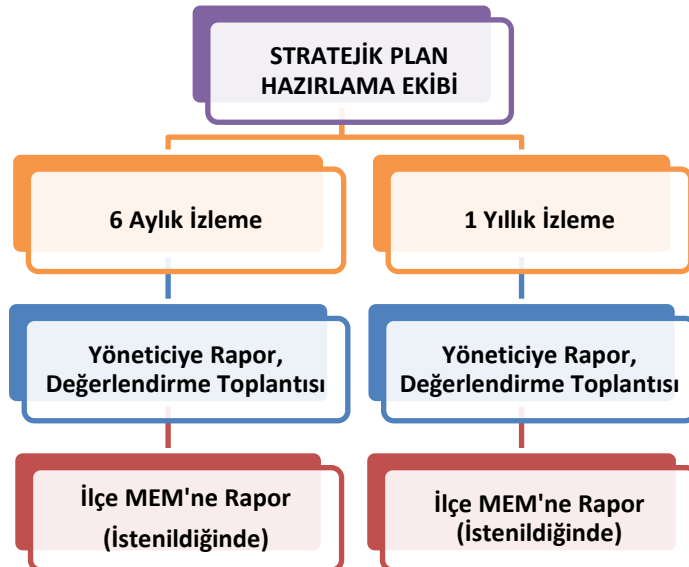 STRATEJİK PLAN
HAZIRLAMA EKİBİ
6 Aylık İzleme
1 Yıllık İzleme
Yöneticiye Rapor,
Değerlendirme Toplantısı
Yöneticiye Rapor,
Değerlendirme Toplantısı
İlçe MEM'ne Rapor
(İstenildiğinde)
İlçe MEM'ne Rapor
(İstenildiğinde)